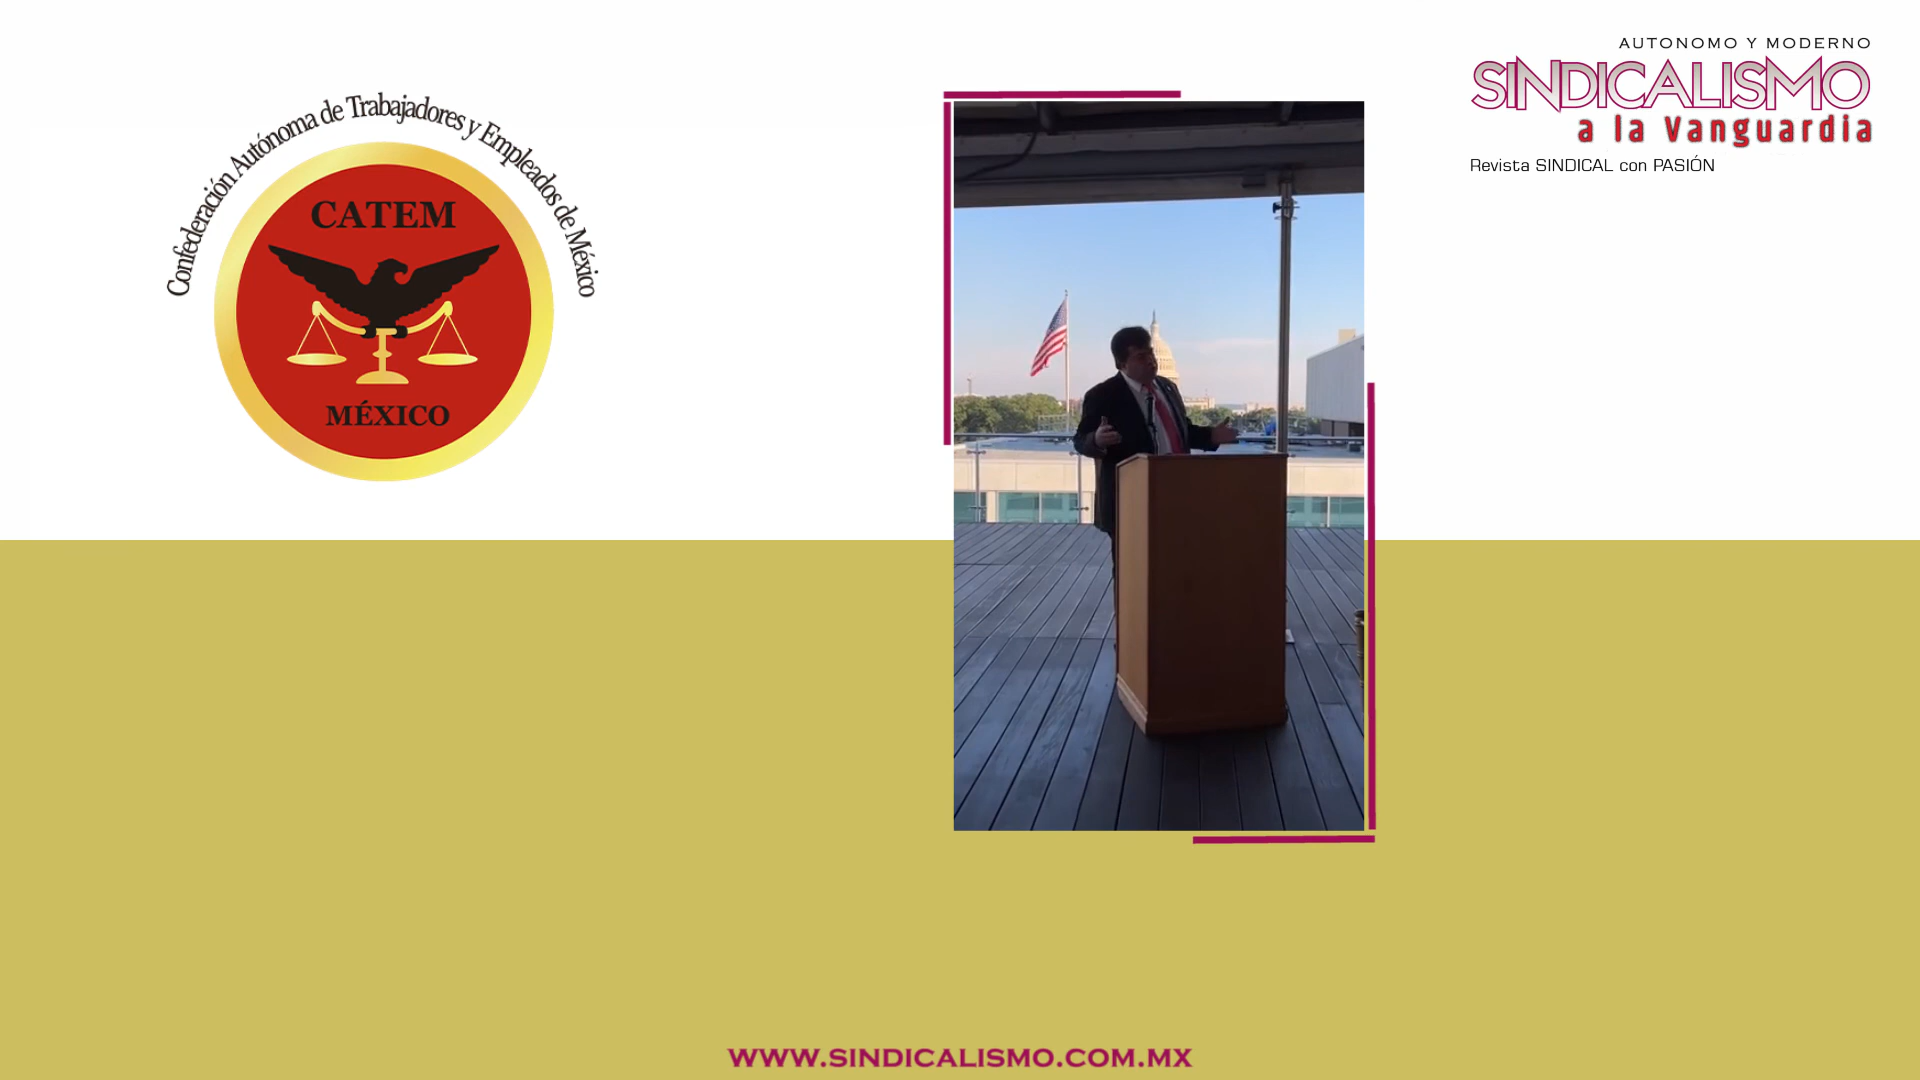 Confederación Autónoma de Trabajadores y Empleados de México
CATEM
MÉXICO
AUTONOMO Y MODERNO
SINDICALISMO
a la Vanguardia
Revista SINDICAL con PASIÓN
WWW.SINDICALISMO.COM.MX